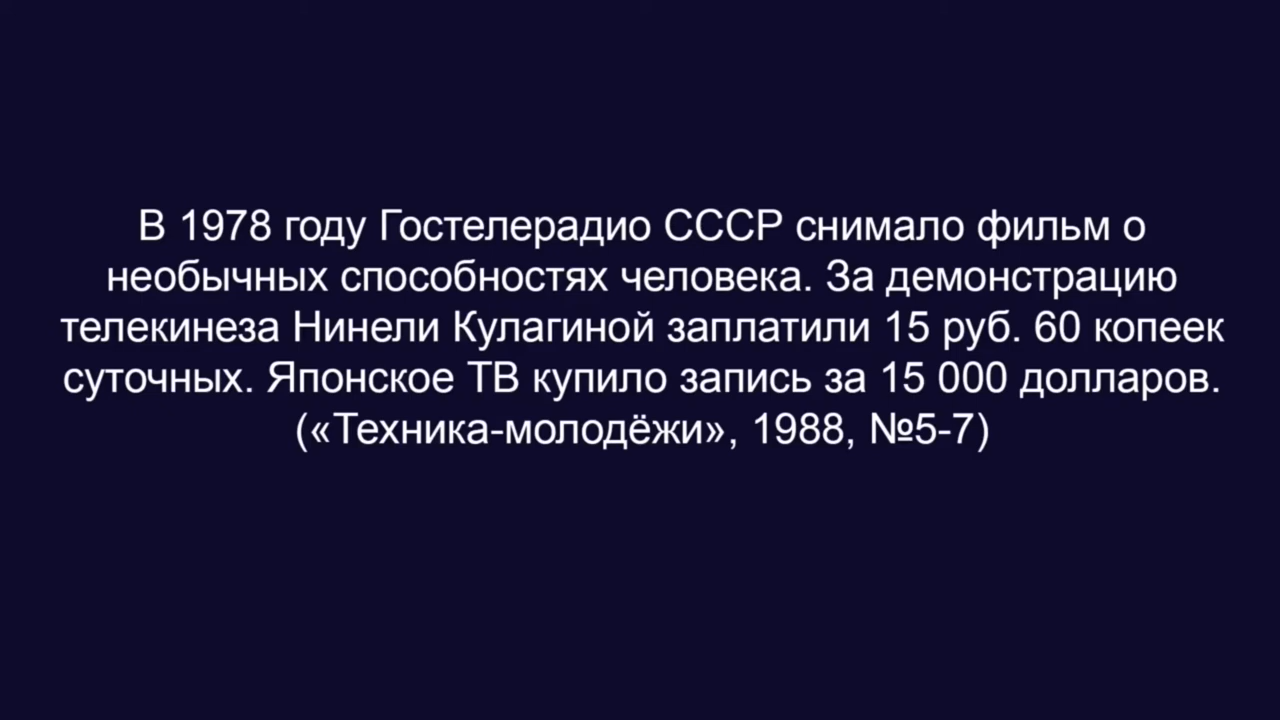 В 1978 году Гостелерадио СССР снимало фильм о
необычных способностях человека. За демонстрацию
телекинеза Нинели Кулагиной заплатили 15 руб. 60 копеек
суточных. Японское ТВ купило запись за 15 000 долларов.
(«Техника-молодёжи», 1988, №5-7)